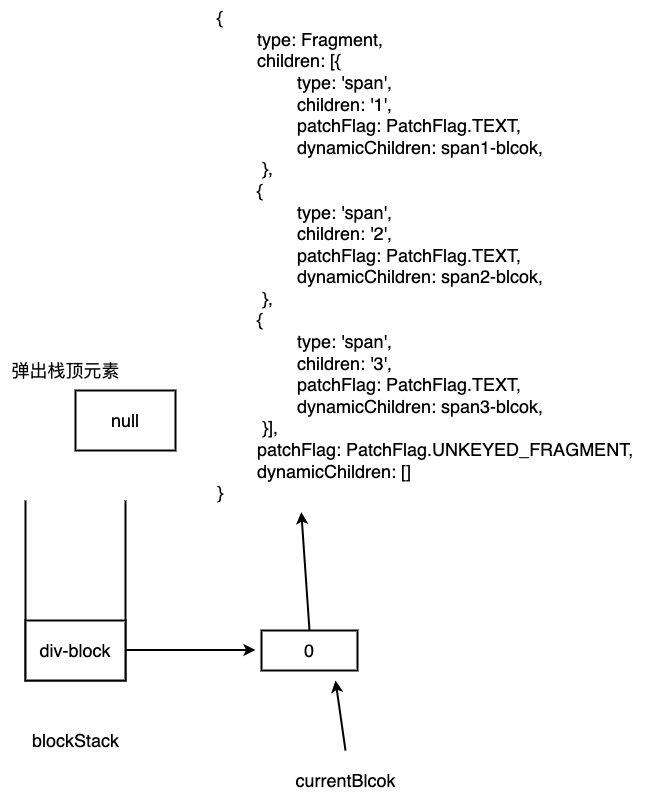 {
type: Fragment,
children: [{
type: 'span',
children: '1',
patchFlag: PatchFlag.TEXT,
dynamicChildren: span1-blcok,
},
{
type: 'span',
children: '2',
patchFlag: PatchFlag.TEXT,
dynamicChildren: span2-blcok,
},
{
type: 'span',
children: '3',
patchFlag: PatchFlag.TEXT,
dynamicChildren: span3-blcok,
}],
patchFlag: PatchFlag.UNKEYED_FRAGMENT,
dynamicChildren: []
}
弹出栈顶元素
null
div-block
0
blockStack
currentBlcok